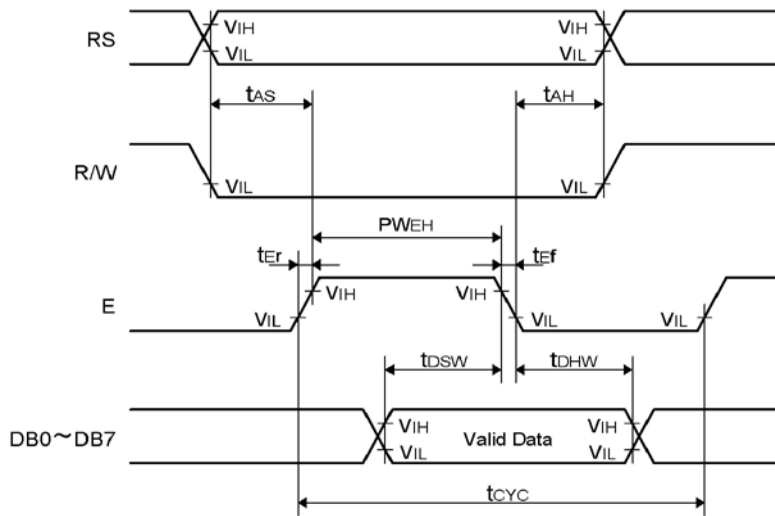 RS
VIH
VIL
VIH
VIL
tAS
tAH
R/W
VIL
VIL
PWEH
tEr
tEf
E
VIH
VIH
VIL
VIL
VIL
tDSW
tDHW
DB0～DB7
VIH
VIL
Valid Data
VIH
VIL
tCYC